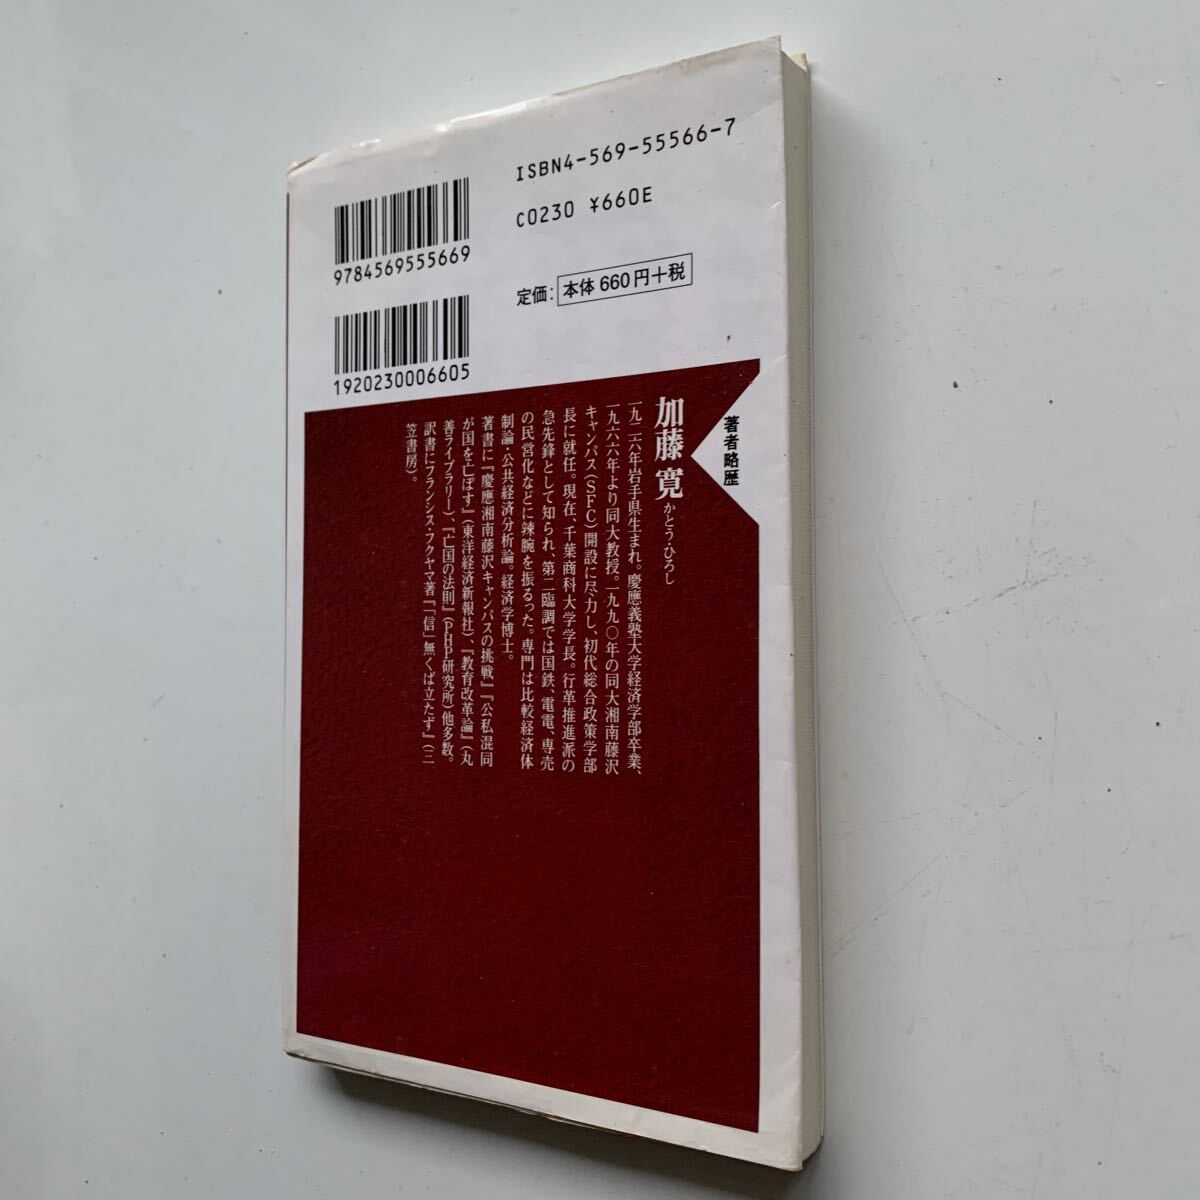 ISBN4-569-55566-7
C0230 ¥660E
定価:本体660円+税
9784569555669
1920230006605
著者略歴
加藤 寛 かとう・ひろし
一九二六年岩手県生まれ。慶應義塾大学経済学部卒業、
一九六六年より同大教授。一九九〇年の同大湘南藤沢
キャンパス(SFC)開設に尽力し、初代総合政策学部
長に就任。現在、千葉商科大学学長。行革推進派の
急先鋒として知られ、第二臨調では国鉄、電電、専売
の民営化などに辣腕を振るった。専門は比較経済体
制論・公共経済分析論。経済学博士。
著書に『慶應湘南藤沢キャンパスの挑戦』『公私混同
が国を亡ぼす』(東洋経済新報社)、『教育改革論』(丸
善ライブラリー)、『亡国の法則』(PHP研究所)他多数。
訳書にフランシス・フクヤマ著『「信」無くば立たず』(三
笠書房)。